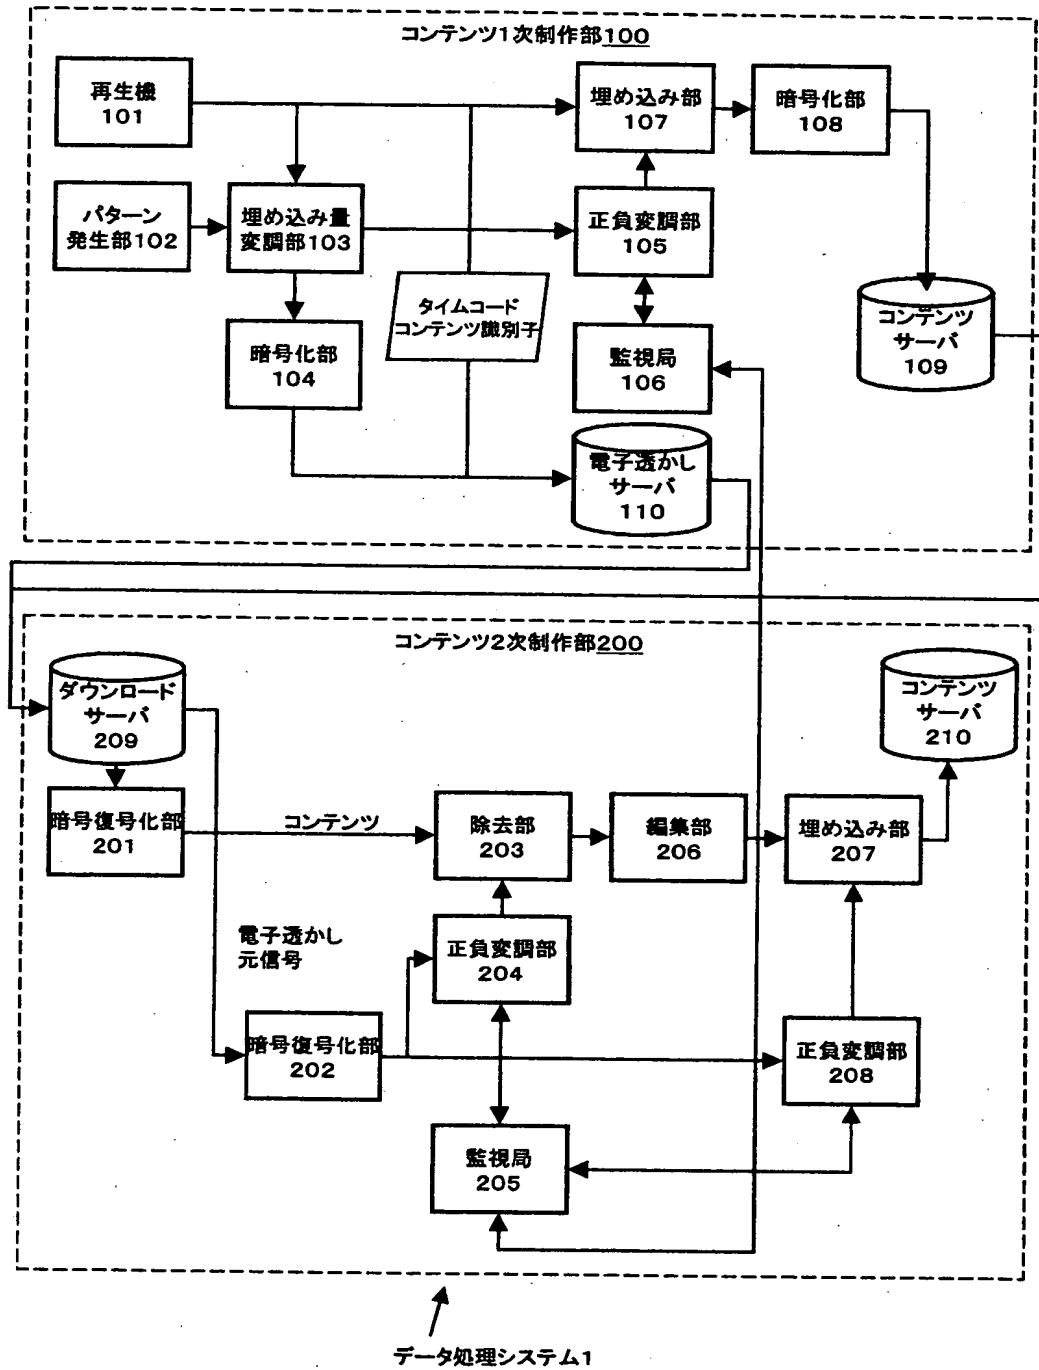 コンテンツ1次制作部100
再生機
101
埋め込み部
107
暗号化部
108
パターン
発生部102
埋め込み量
変調部103
正負変調部
105
タイムコード
コンテンツ識別子
コンテンツ
サーバ
109
暗号化部
104
監視局
106
電子透かし
サーバ
110
コンテンツ2次制作部200
ダウンロード
サーバ
209
コンテンツ
サーバ
210
暗号復号化部
201
コンテンツ
除去部
203
編集部
206
埋め込み部
207
電子透かし
元信号
正負変調部
204
暗号復号化部
202
正負変調部
208
監視局
205
データ処理システム1